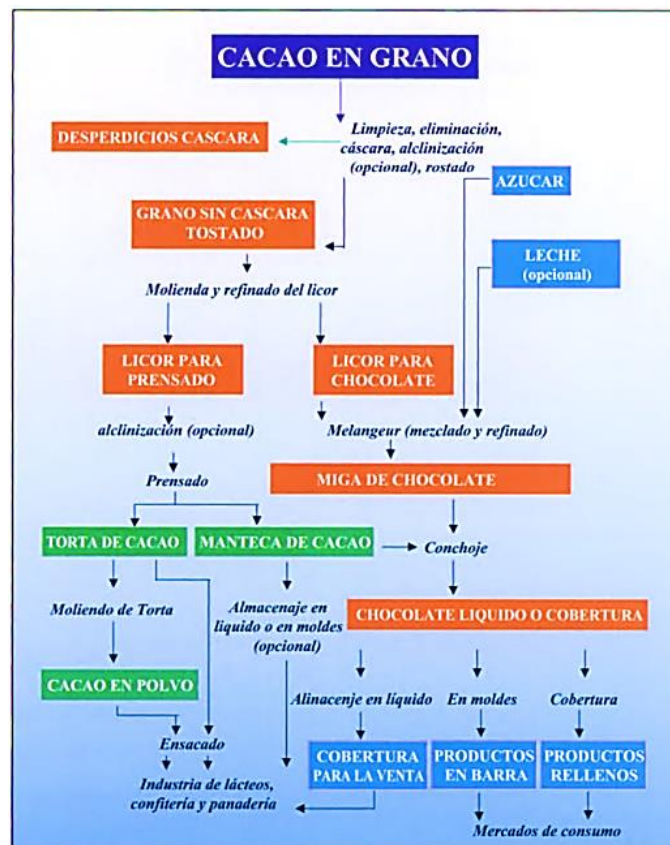 CACAO EN GRANO
DESPERDICIOS CASCARA
Limpieza, eliminación,
cáscara, alclinización
(opcional), rostado
AZUCAR
GRANO SIN CASCARA
TOSTADO
LECHE
(opcional)
Molienda y refinado del licor
LICOR PARA
PRENSADO
LICOR PARA
CHOCOLATE
alclinización (opcional)
Melangeur (mezclado y refinado)
Prensado
MIGA DE CHOCOLATE
TORTA DE CACAO
MANTECA DE CACAO
Conchoje
Moliendo de Torta
Almacenaje en
liquido o en moldes
(opcional)
CHOCOLATE LIQUIDO O COBERTURA
CACAO EN POLVO
Alinacenje en líquido
En moldes
Cobertura
Ensacado
COBERTURA
PARA LA VENTA
PRODUCTOS
EN BARRA
PRODUCTOS
RELLENOS
Industria de lácteos,
confitería y panadería
Mercados de consumo